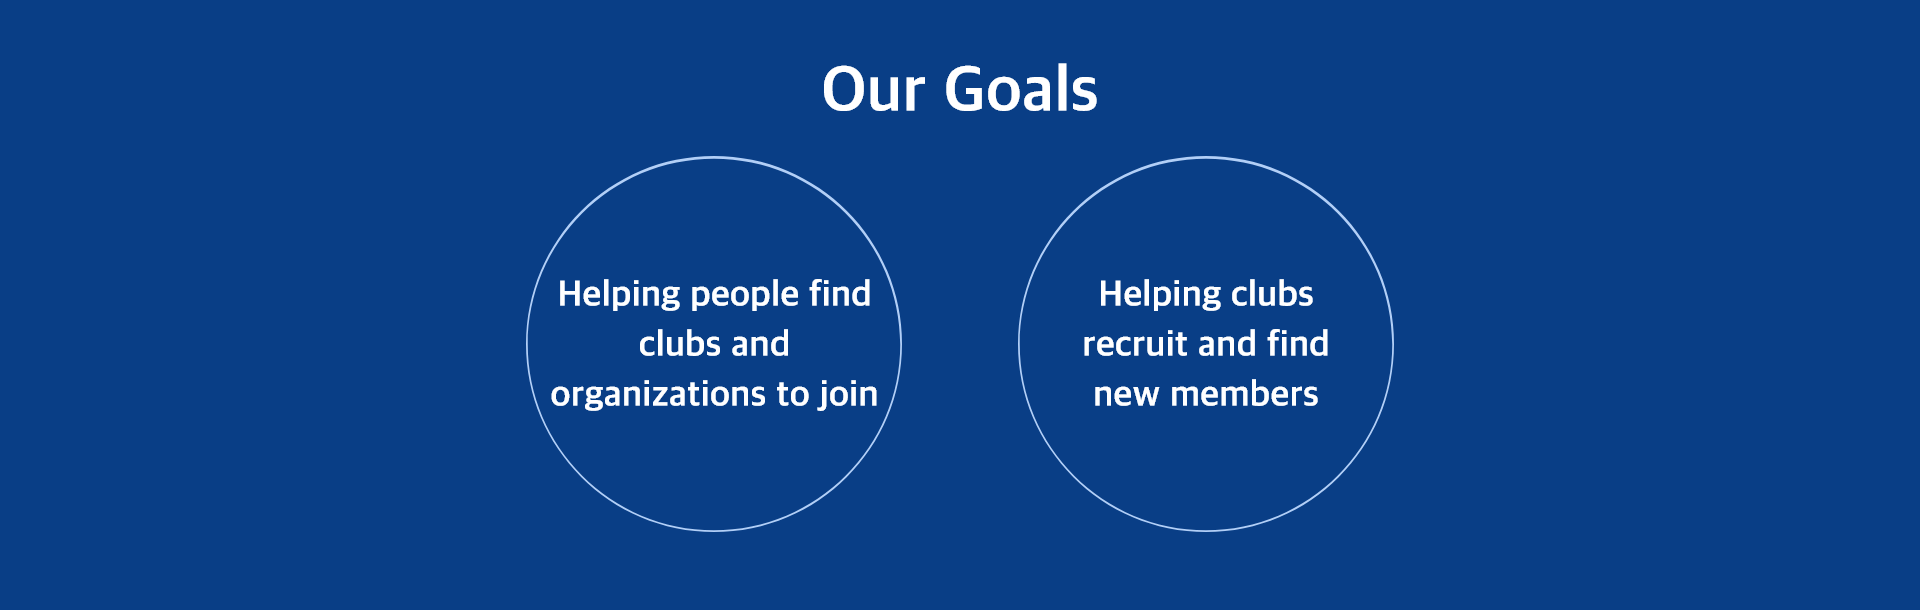 Our Goals
Helping people find
clubs and
organizations to join
Helping clubs
recruit and find
new members